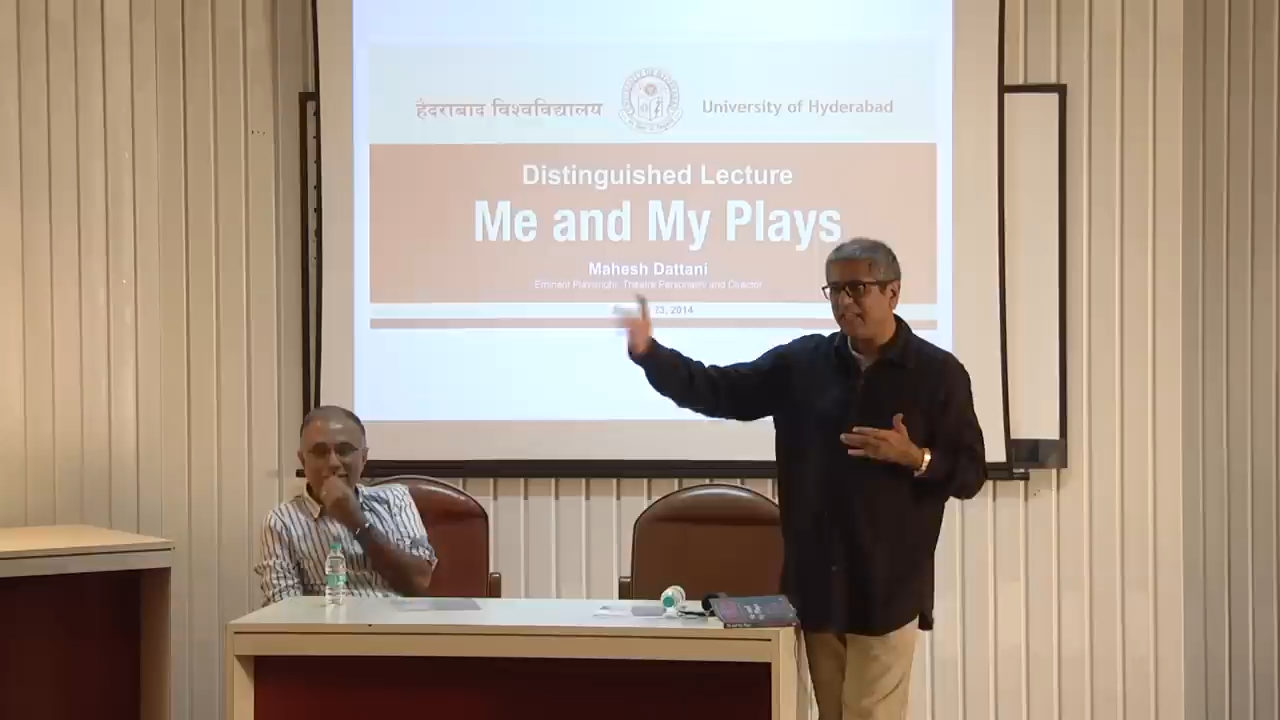 हैदराबाद विश्वविद्यालय
University of Hyderabad
Distinguished Lecture
Me and My Plays
Mahesh Dattani
Eminent Playwright, Theatre Personality and Director
23, 2014